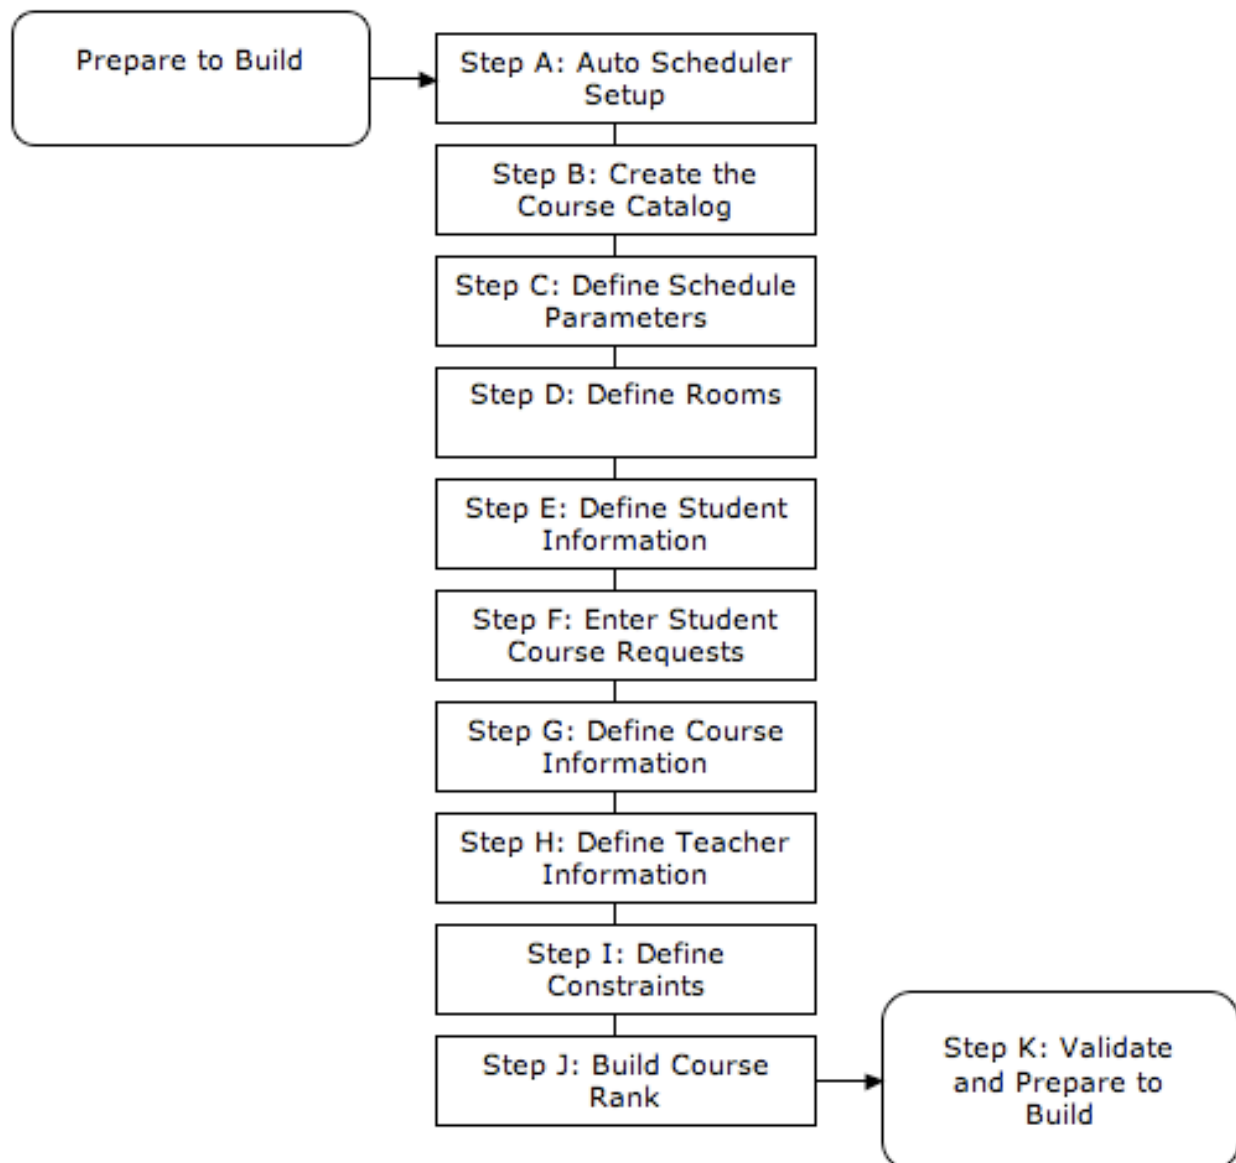 Prepare to Build
Step A: Auto Scheduler
Setup
Step B: Create the
Course Catalog
Step C: Define Schedule
Parameters
Step D: Define Rooms
Step E: Define Student
Information
Step F: Enter Student
Course Requests
Step G: Define Course
Information
Step H: Define Teacher
Information
Step I: Define
Constraints
Step J: Build Course
Rank
Step K: Validate
and Prepare to
Build